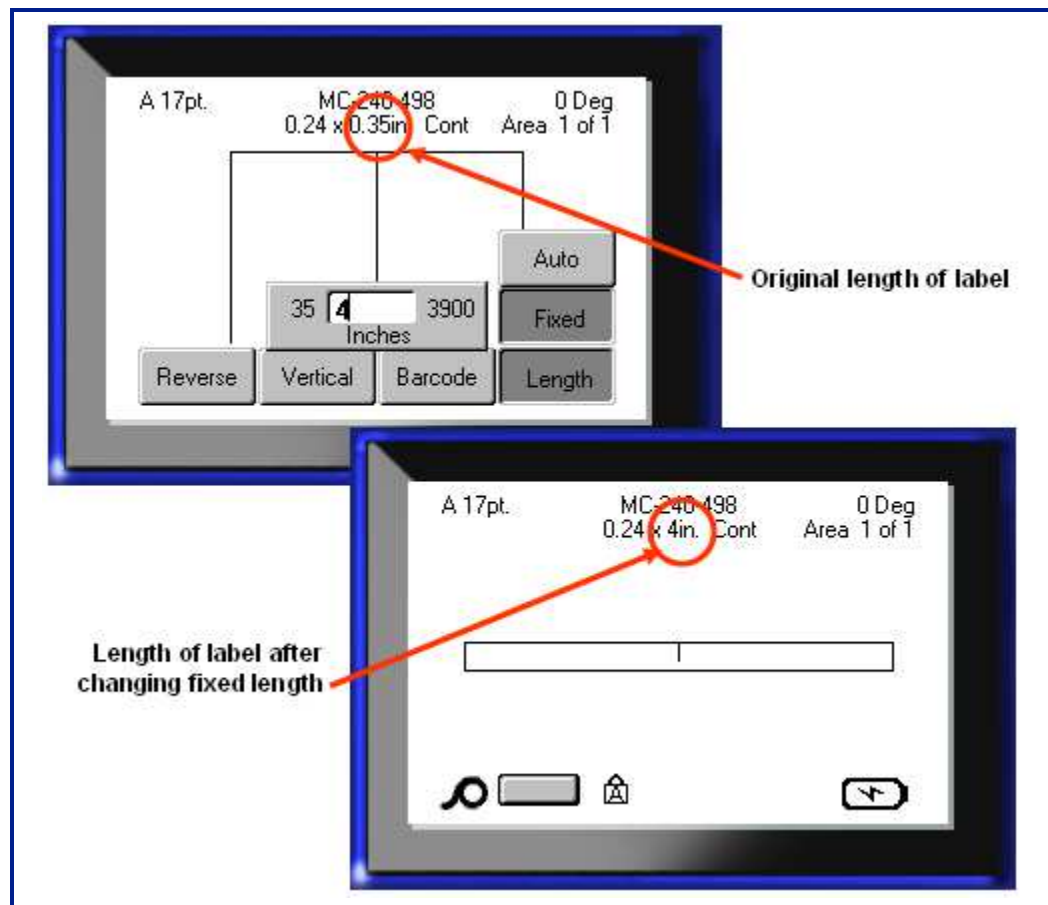 A 17pt. MC-240-498 0 Deg
0.24 x 0.35in. Cont Area 1 of 1
Original length of label
Auto
35 4 3900 Fixed
Inches
Reverse Vertical Barcode Length
A 17pt. MC-240-498 0 Deg
0.24 x 4in. Cont Area 1 of 1
Length of label after
changing fixed length
A